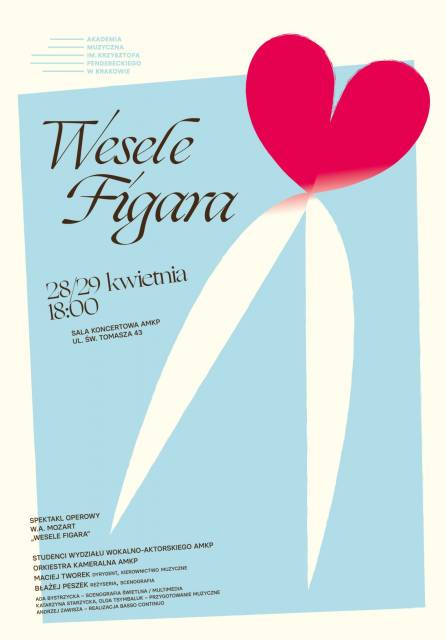 AKADEMIA
MUZYCZNA
IM. KRZYSZTOFA
PENDERECKIEGO
W KRAKOWIE
Wesele
Figara
28/29 kwietnia
18:00
SALA KONCERTOWA AMKP
UL. ŚW. TOMASZA 43
SPEKTAKL OPEROWY
W.A. MOZART
„WESELE FIGARA”
STUDENCI WYDZIAŁU WOKALNO-AKTORSKIEGO AMKP
ORKIESTRA KAMERALNA AMKP
MACIEJ TWOREK DYRYGENT, KIEROWNICTWO MUZYCZNE
BŁAŻEJ PESZEK REŻYSERIA, SCENOGRAFIA
ADA BYSTRZYCKA – SCENOGRAFIA ŚWIETLNA / MULTIMEDIA
KATARZYNA STARZYCKA, OLGA TSYMBALUK – PRZYGOTOWANIE MUZYCZNE
ANDRZEJ ZAWISZA – REALIZACJA BASSO CONTINUO